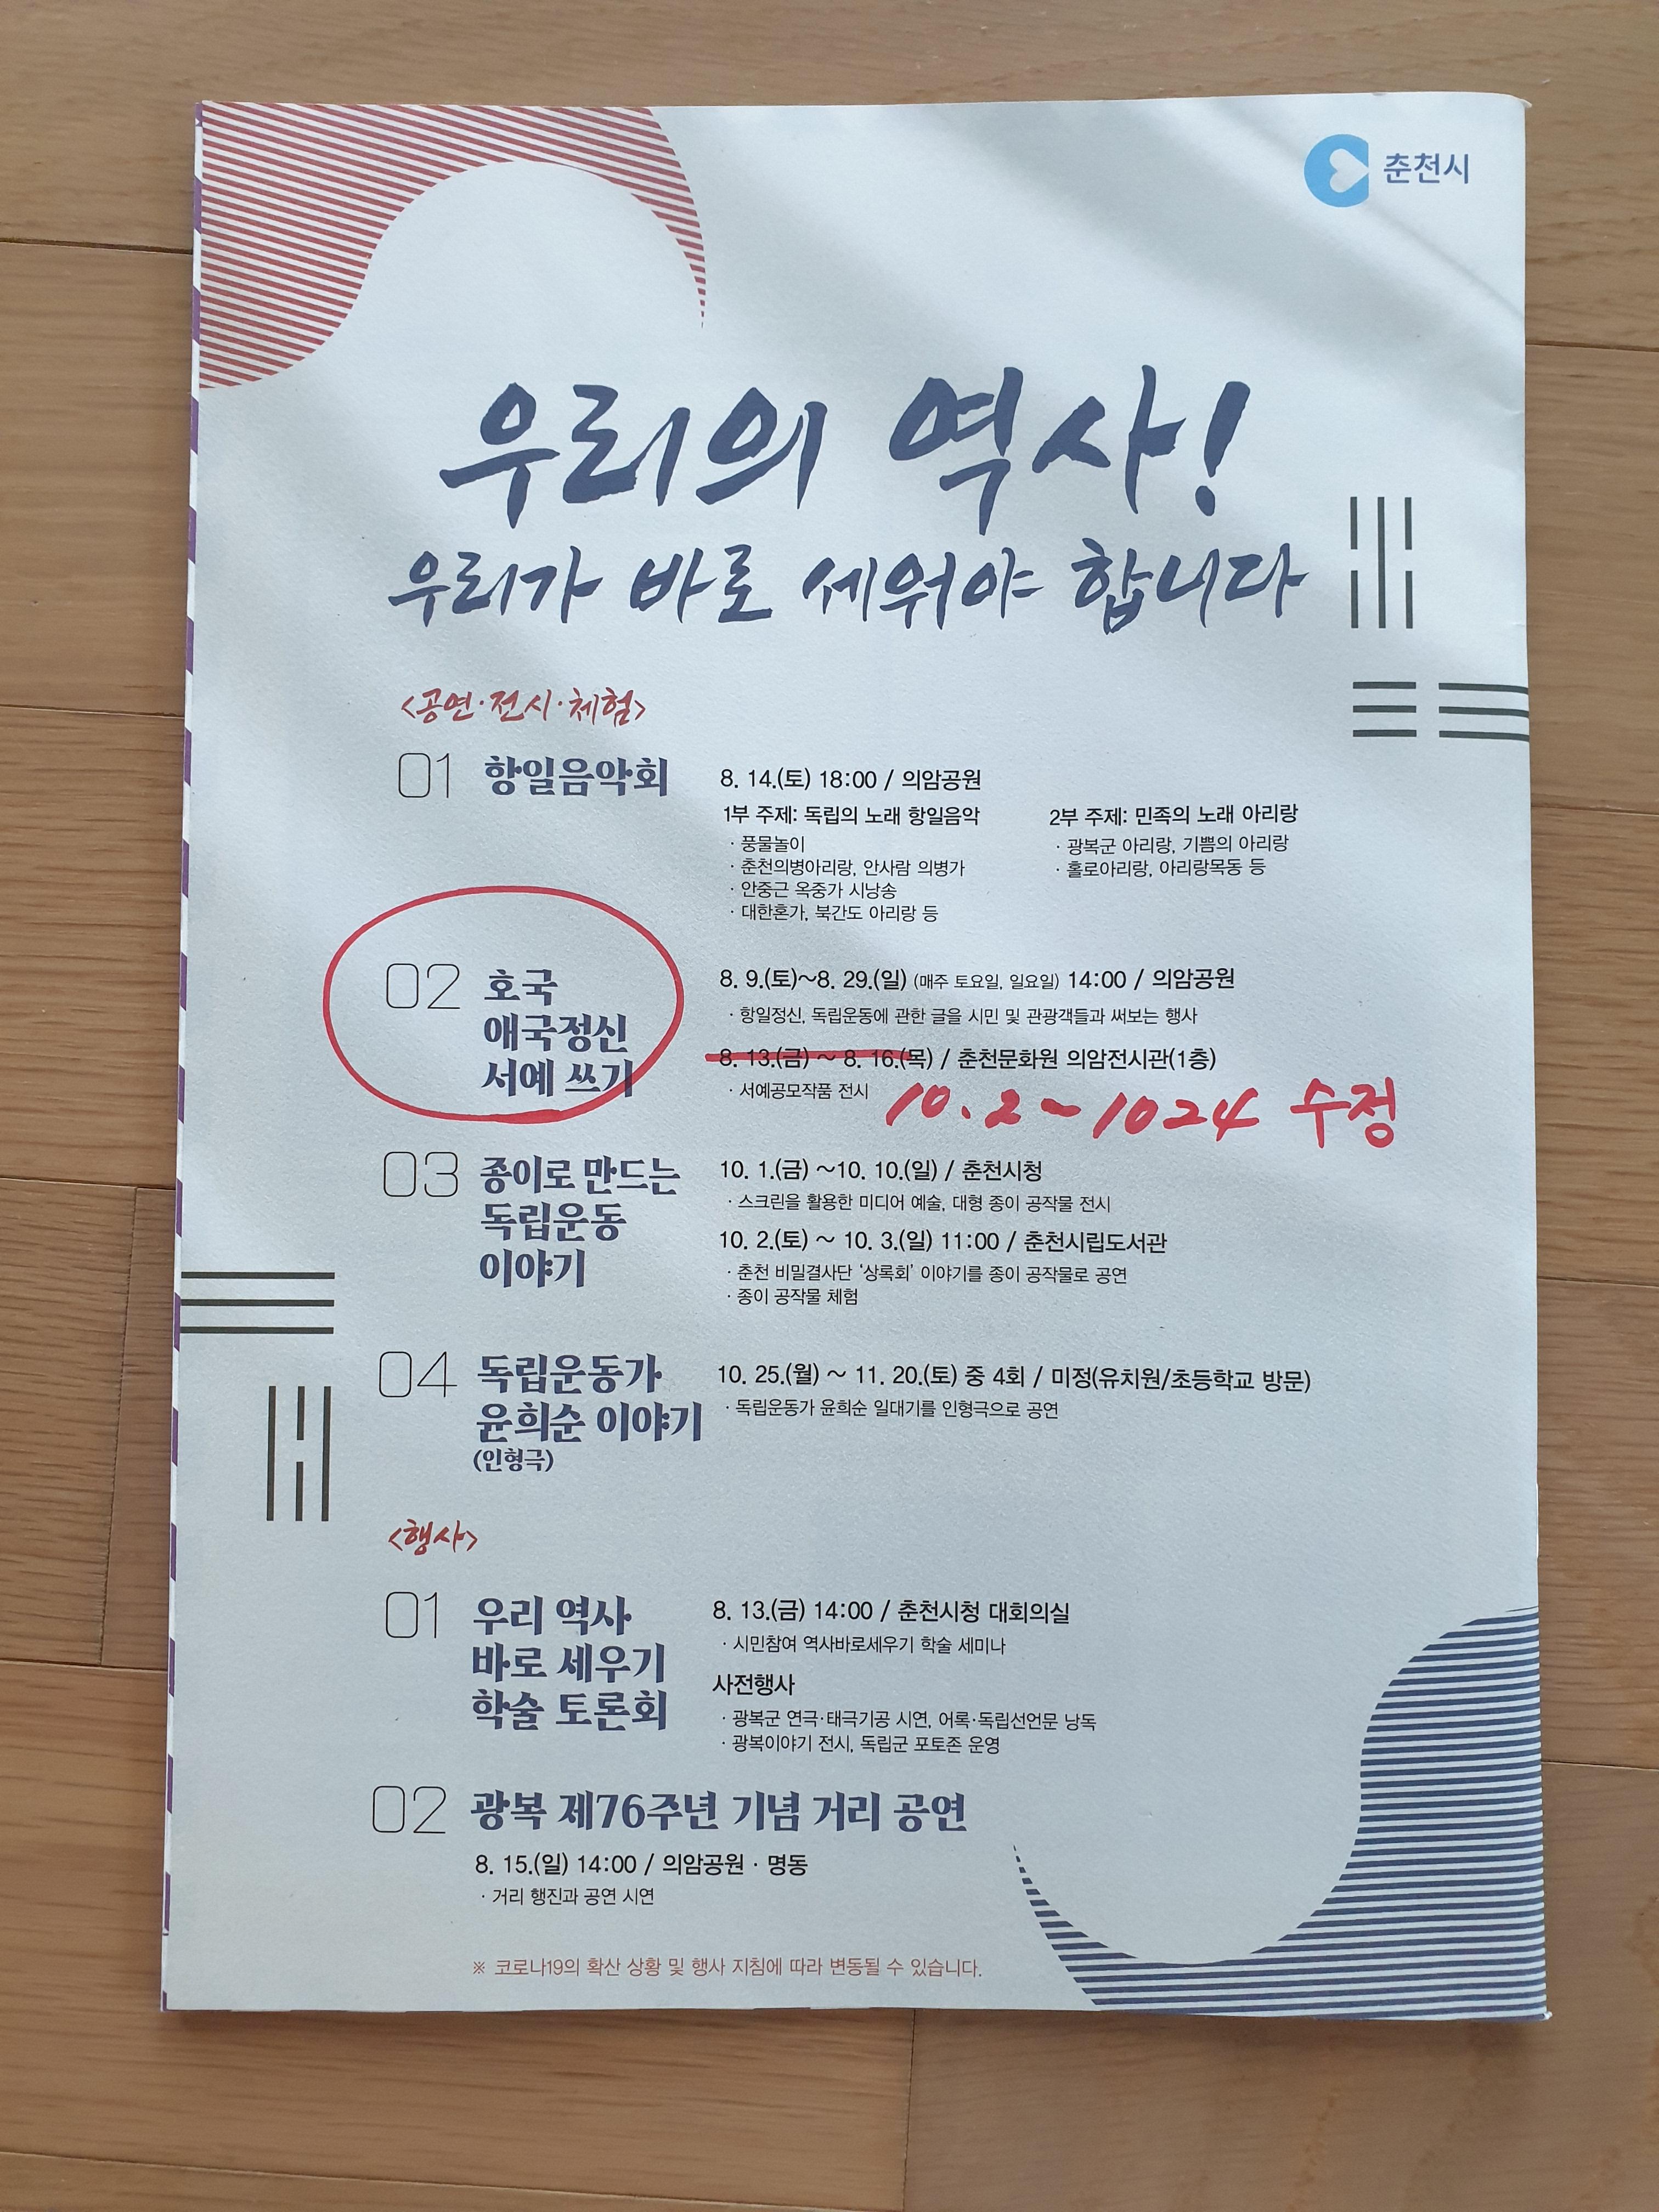 춘천시
우리의 역사!
우리가 바로 세워야 합니다
<공연·전시·체험>
01 항일음악회
8. 14.(토) 18:00 / 의암공원
1부 주제: 독립의 노래 항일음악
· 풍물놀이
· 춘천의병아리랑, 안사람 의병가
· 안중근 옥중가 시낭송
· 대한혼가, 북간도 아리랑 등
2부 주제: 민족의 노래 아리랑
· 광복군 아리랑, 기쁨의 아리랑
· 홀로아리랑, 아리랑목동 등
02 호국
애국정신
서예 쓰기
8. 9.(토)~8. 29.(일) (매주 토요일, 일요일) 14:00 / 의암공원
· 항일정신, 독립운동에 관한 글을 시민 및 관광객들과 써보는 행사
8. 13.(금) ~ 8. 16.(목) / 춘천문화원 의암전시관(1층)
· 서예공모작품 전시
10. 2 ~ 10 24 수정
03 종이로 만드는
독립운동
이야기
10. 1.(금) ~10. 10.(일) / 춘천시청
· 스크린을 활용한 미디어 예술, 대형 종이 공작물 전시
10. 2.(토) ~ 10. 3.(일) 11:00 / 춘천시립도서관
· 춘천 비밀결사단 ‘상록회’ 이야기를 종이 공작물로 공연
· 종이 공작물 체험
04 독립운동가
윤희순 이야기
(인형극)
10. 25.(월) ~ 11. 20.(토) 중 4회 / 미정(유치원/초등학교 방문)
· 독립운동가 윤희순 일대기를 인형극으로 공연
<행사>
01 우리 역사
바로 세우기
학술 토론회
8. 13.(금) 14:00 / 춘천시청 대회의실
· 시민참여 역사바로세우기 학술 세미나
사전행사
· 광복군 연극·태극기공 시연, 어록·독립선언문 낭독
· 광복이야기 전시, 독립군 포토존 운영
02 광복 제76주년 기념 거리 공연
8. 15.(일) 14:00 / 의암공원 · 명동
· 거리 행진과 공연 시연
※ 코로나19의 확산 상황 및 행사 지침에 따라 변동될 수 있습니다.